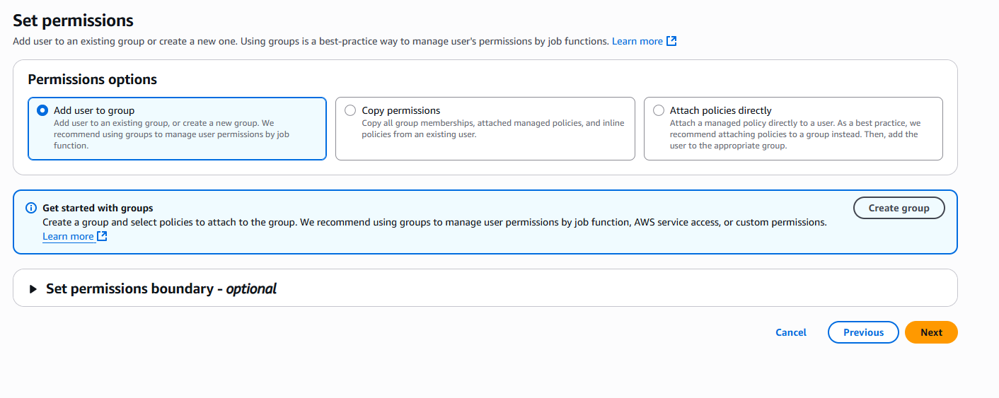 Set permissions
Add user to an existing group or create a new one. Using groups is a best-practice way to manage user's permissions by job functions. Learn more
Permissions options
Add user to group
Add user to an existing group, or create a new group. We
recommend using groups to manage user permissions by job
function.
Copy permissions
Copy all group memberships, attached managed policies, and inline
policies from an existing user.
Attach policies directly
Attach a managed policy directly to a user. As a best practice, we
recommend attaching policies to a group instead. Then, add the
user to the appropriate group.
Get started with groups
Create a group and select policies to attach to the group. We recommend using groups to manage user permissions by job function, AWS service access, or custom permissions.
Learn more
Create group
Set permissions boundary - optional
Cancel
Previous
Next